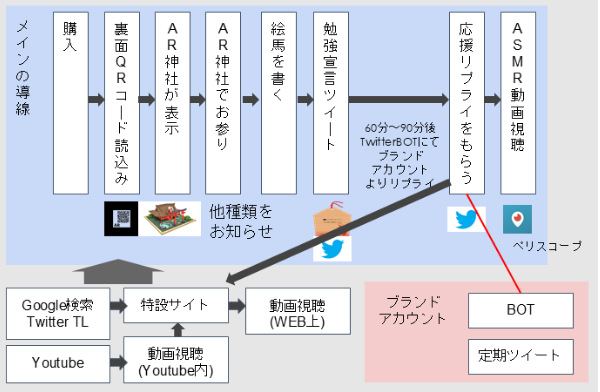 メインの導線
購入
裏面QRコード読込み
AR神社が表示
AR神社でお参り
絵馬を書く
勉強宣言ツイート
60分～90分後
TwitterBOTにて
ブランド
アカウント
よりリプライ
応援リプライをもらう
ASMR動画視聴
他種類を
お知らせ
ペリスコープ
Google検索
Twitter TL
特設サイト
動画視聴
(WEB上)
Youtube
動画視聴
(Youtube内)
ブランド
アカウント
BOT
定期ツイート